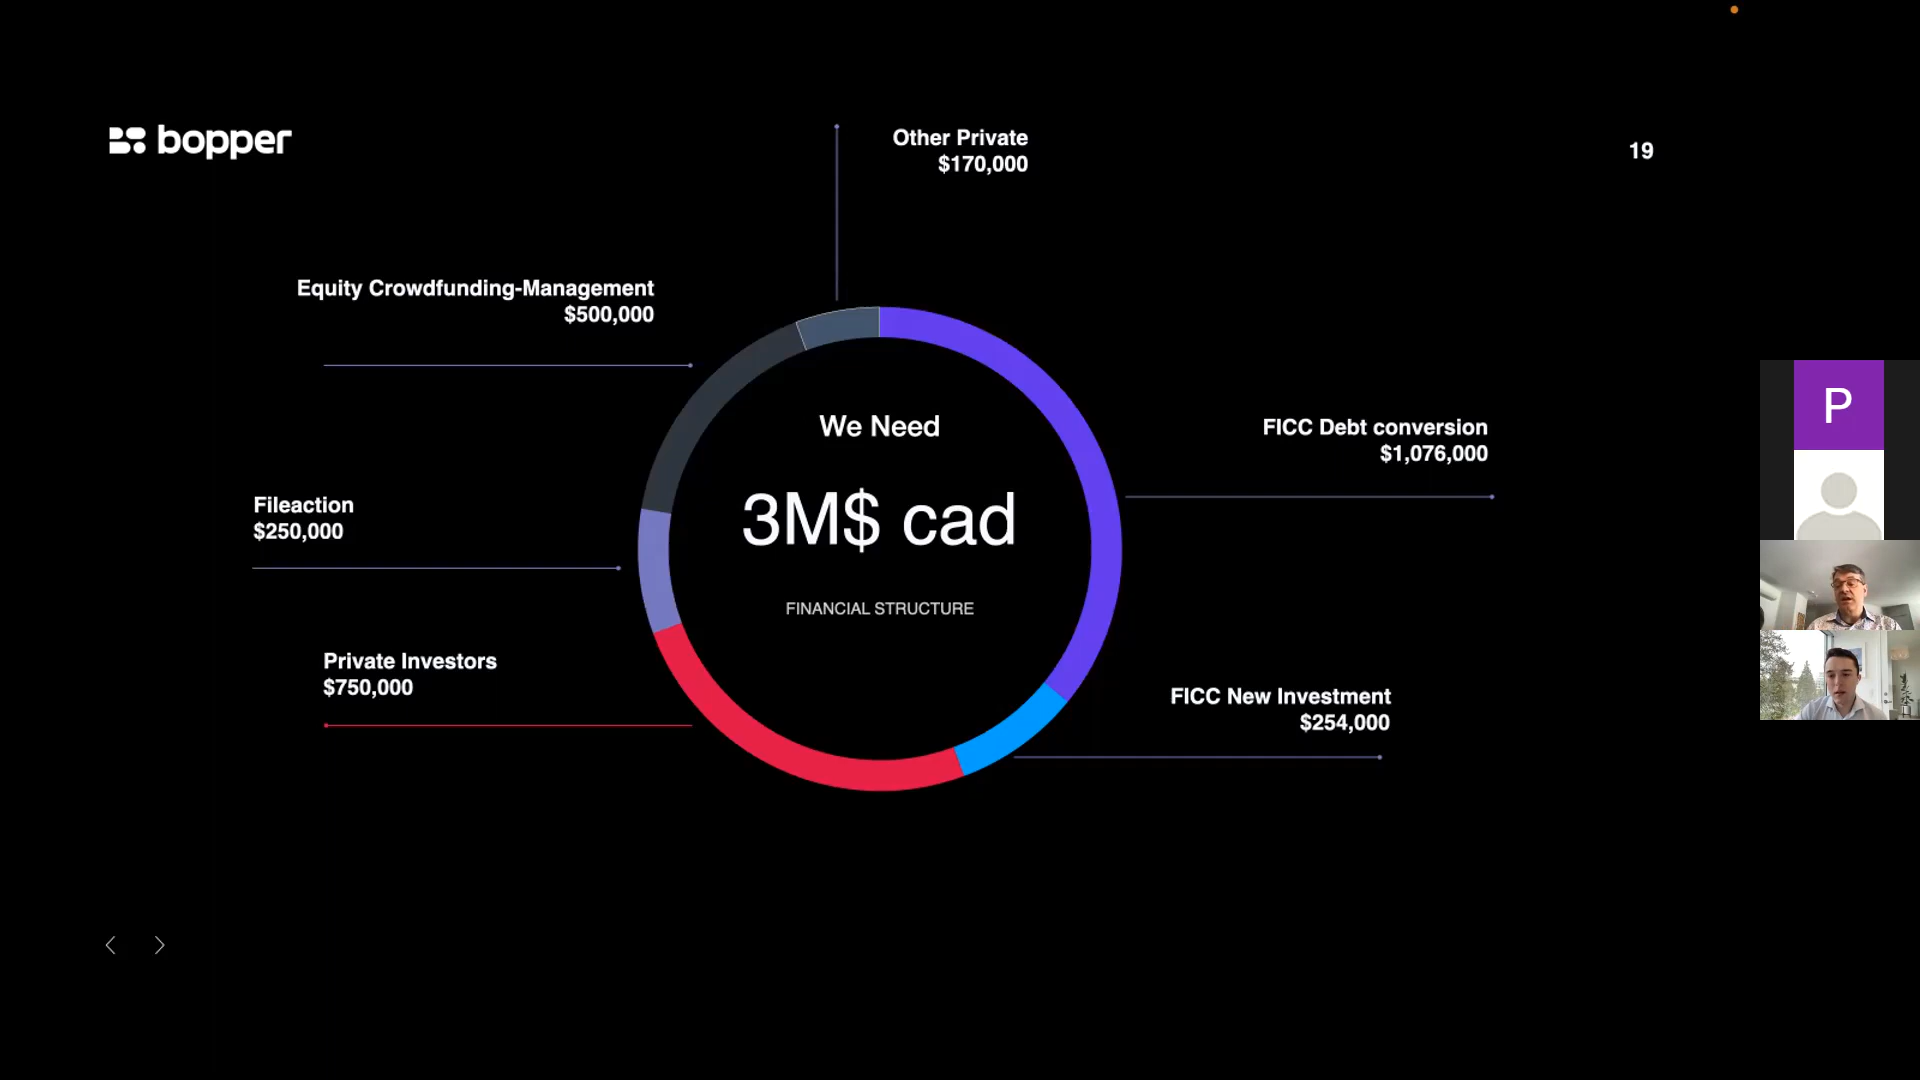 bopper
19
Other Private
$170,000
Equity Crowdfunding-Management
$500,000
FICC Debt conversion
$1,076,000
We Need
3M$ cad
FINANCIAL STRUCTURE
Fileaction
$250,000
Private Investors
$750,000
FICC New Investment
$254,000
P